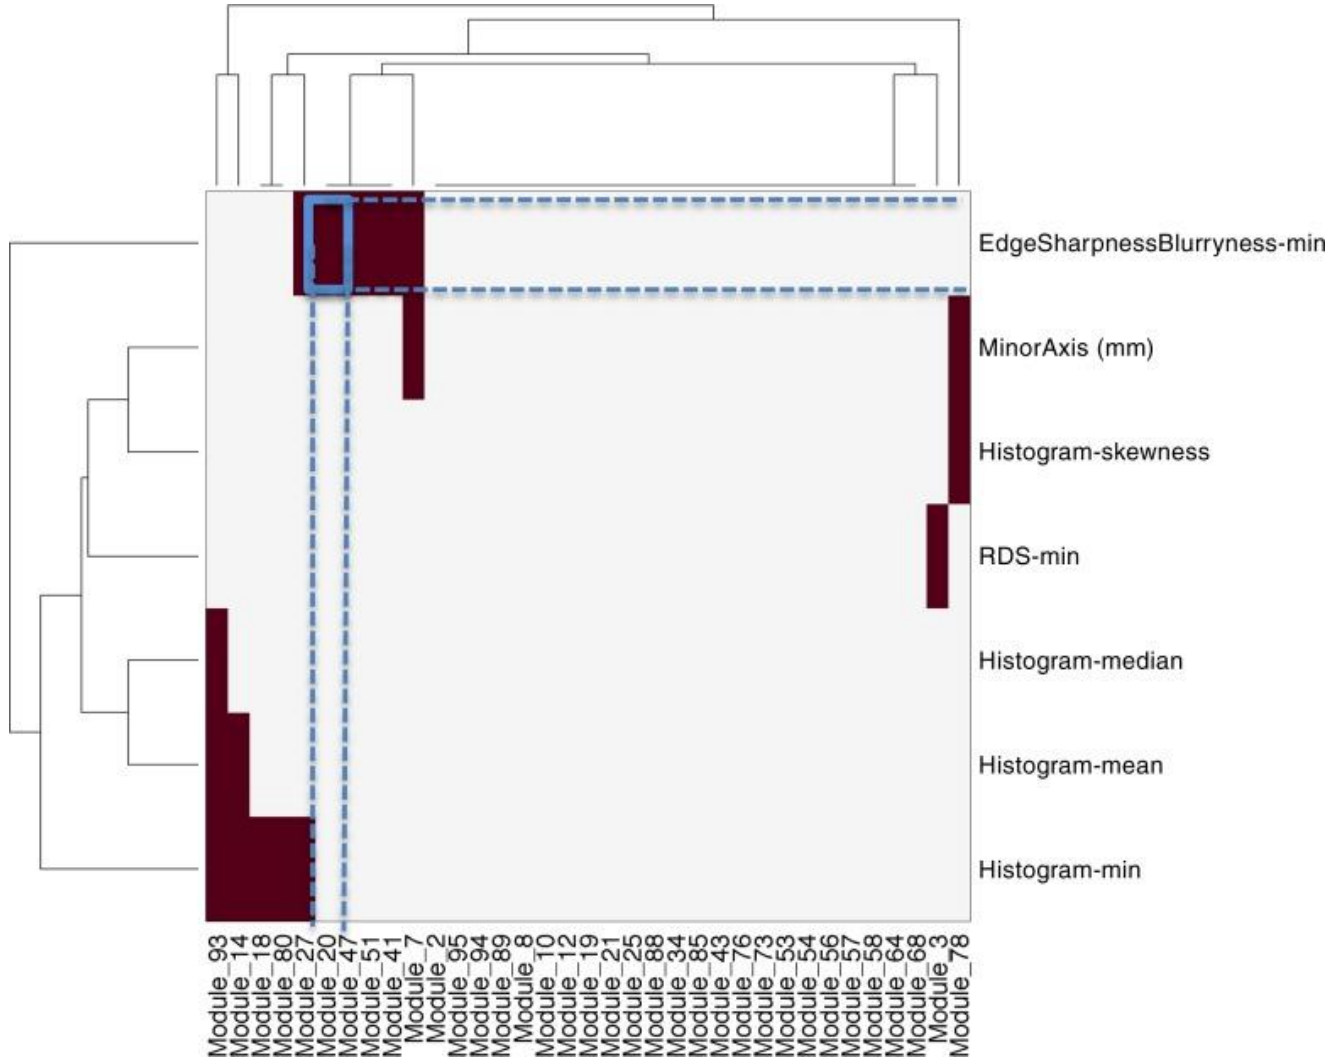 EdgeSharpnessBlurryness-min
MinorAxis (mm)
Histogram-skewness
RDS-min
Histogram-median
Histogram-mean
Histogram-min
Module_93
Module_14
Module_18
Module_80
Module_27
Module_20
Module_47
Module_51
Module_41
Module_7
Module_2
Module_95
Module_94
Module_89
Module_8
Module_10
Module_12
Module_19
Module_21
Module_25
Module_88
Module_34
Module_85
Module_43
Module_76
Module_73
Module_53
Module_54
Module_56
Module_57
Module_58
Module_64
Module_68
Module_3
Module_78